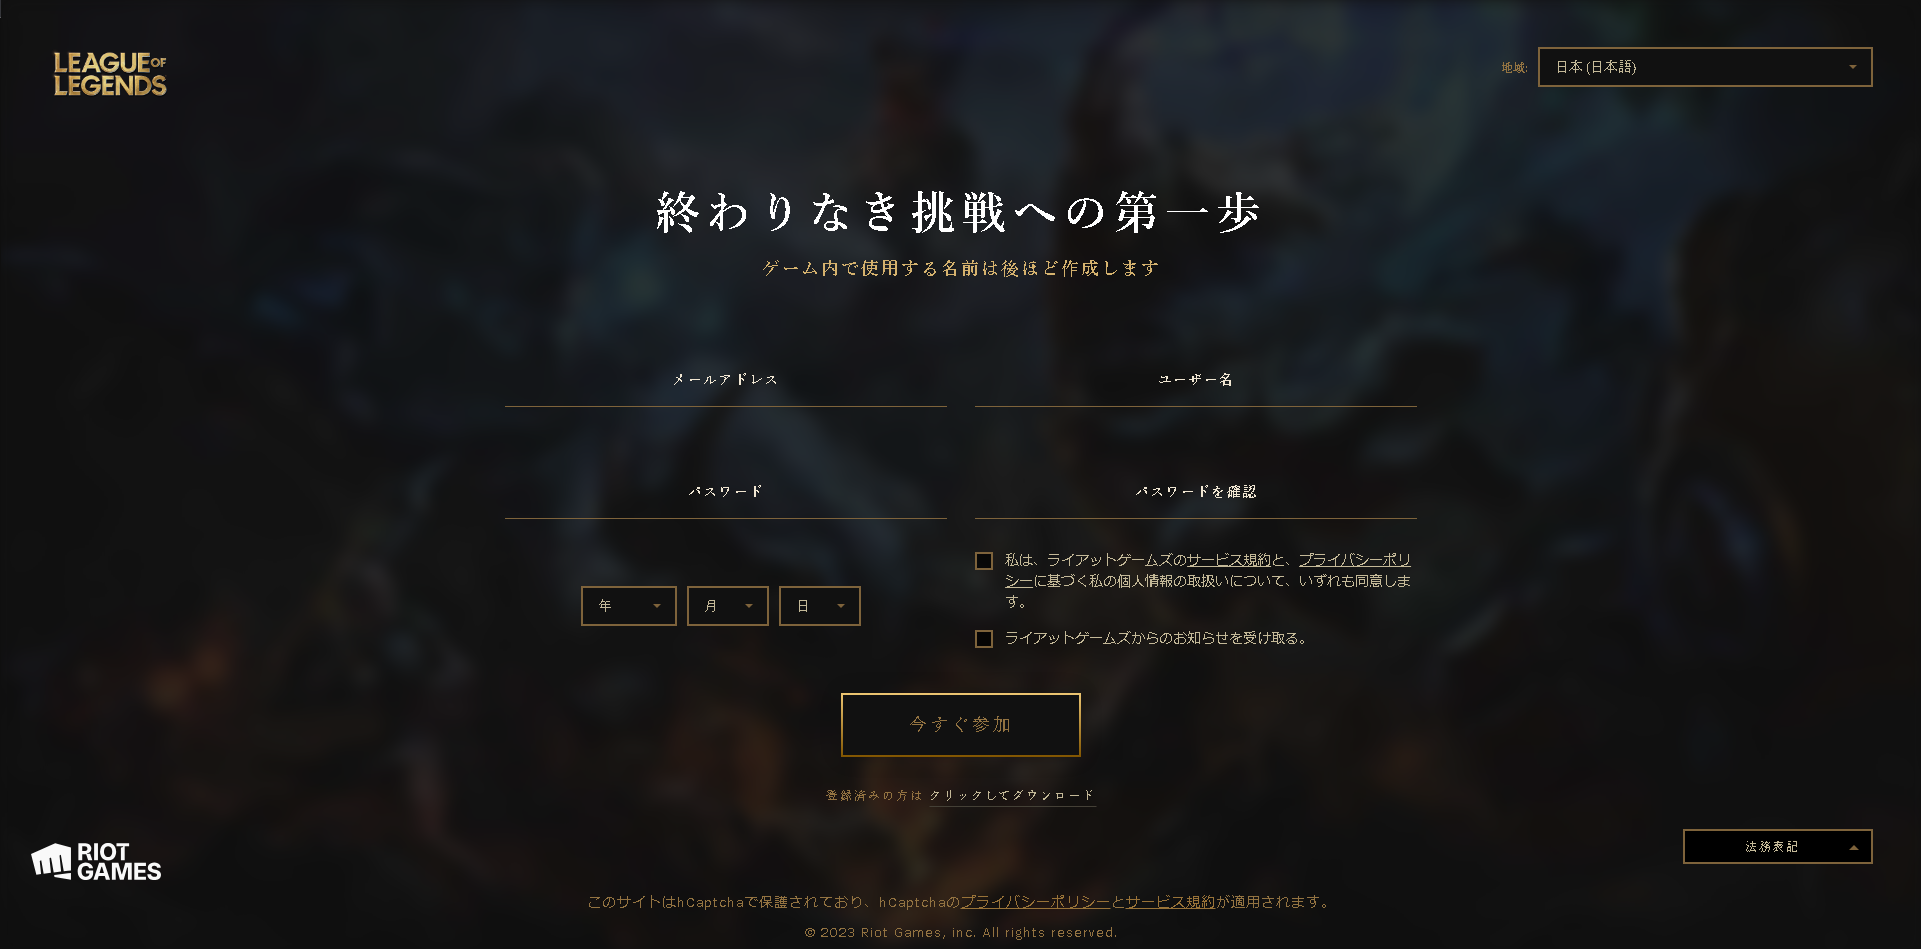 LEAGUE OF
LEGENDS
地域:
日本 (日本語)
終わりなき挑戦への第一歩
ゲーム内で使用する名前は後ほど作成します
メールアドレス
ユーザー名
パスワード
パスワードを確認
年
月
日
私は、ライアットゲームズのサービス規約と、プライバシーポリ
シーに基づく私の個人情報の取扱いについて、いずれも同意しま
す。
ライアットゲームズからのお知らせを受け取る。
今すぐ参加
登録済みの方は クリックしてダウンロード
RIOT
GAMES
法務表記
このサイトはhCaptchaで保護されており、hCaptchaのプライバシーポリシーとサービス規約が適用されます。
© 2023 Riot Games, inc. All rights reserved.